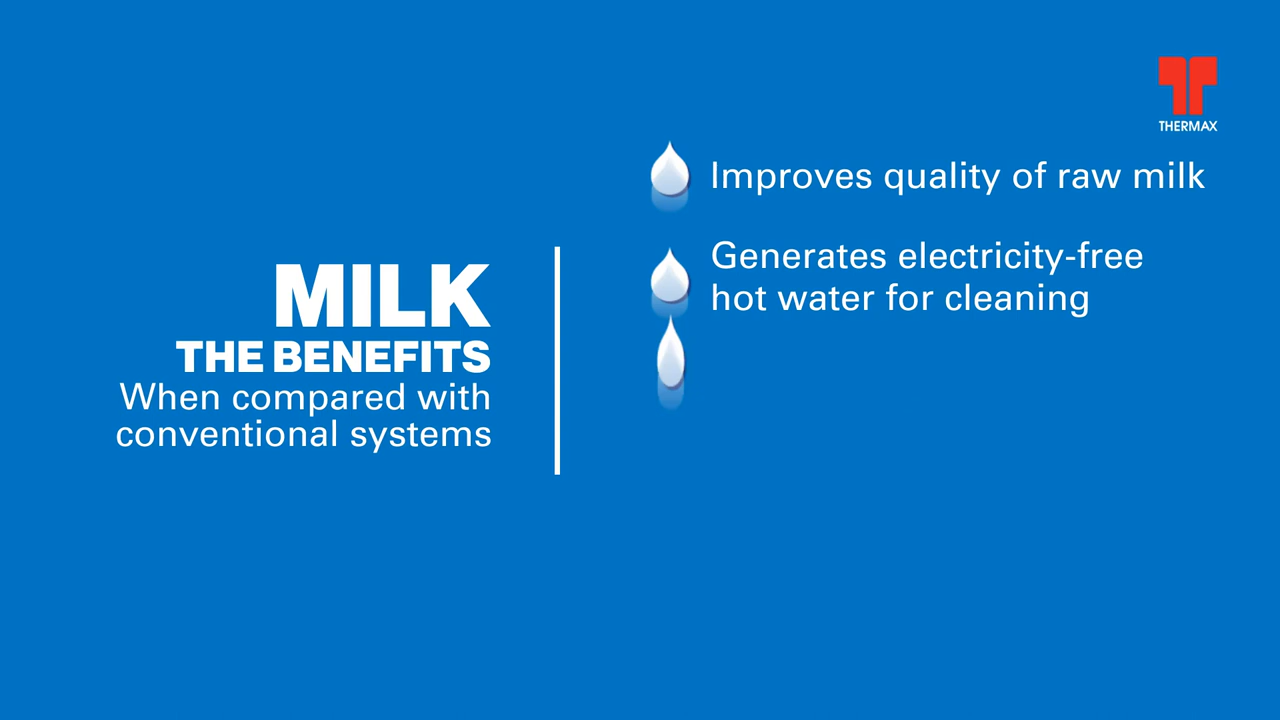 THERMAX
MILK
THE BENEFITS
When compared with
conventional systems
Improves quality of raw milk
Generates electricity-free
hot water for cleaning